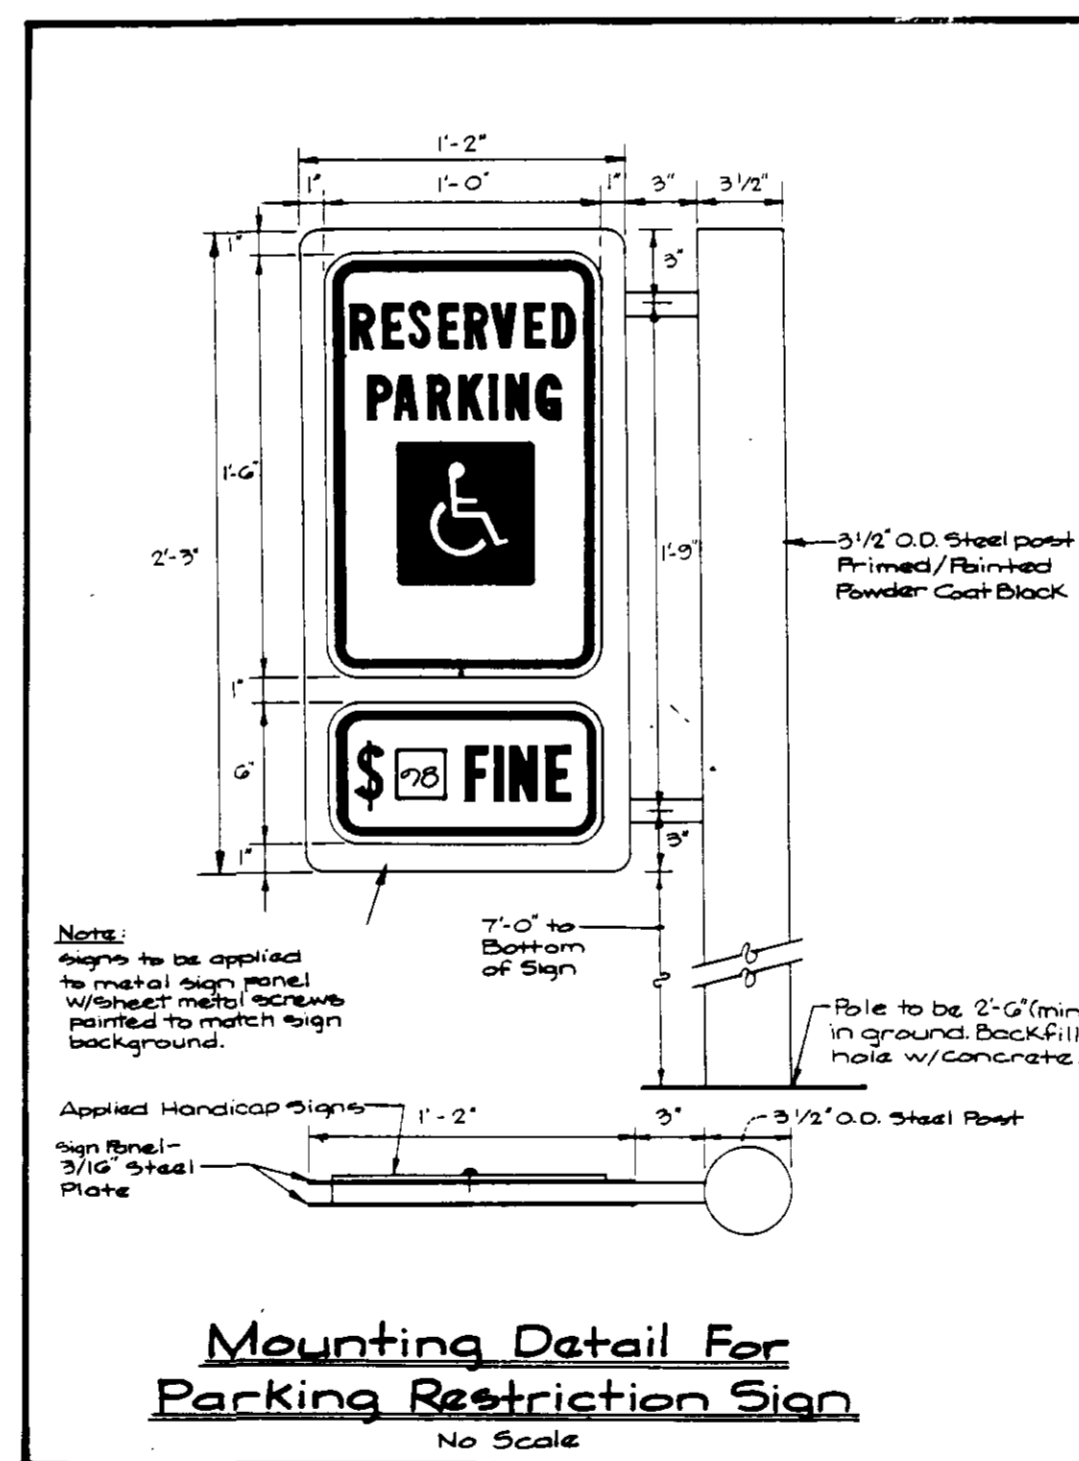 1'-2"
1" 1'-0" 1" 3" 3 1/2"
1"
3"
RESERVED
PARKING
1'-6"
2'-3"
1'-9"
3 1/2" O.D. Steel post
Primed/Painted
Powder Coat Black
1"
6"
$ 98 FINE
1"
3"
7'-0" to
Bottom
of Sign
Note:
Signs to be applied
to metal sign panel
w/sheet metal screws
painted to match sign
background.
Pole to be 2'-6" (min
in ground. Backfill
hole w/concrete.
Applied Handicap Signs
1'-2" 3" 3 1/2" O.D. Steel Post
Sign Panel-
3/16" Steel
Plate
Mounting Detail For
Parking Restriction Sign
No Scale